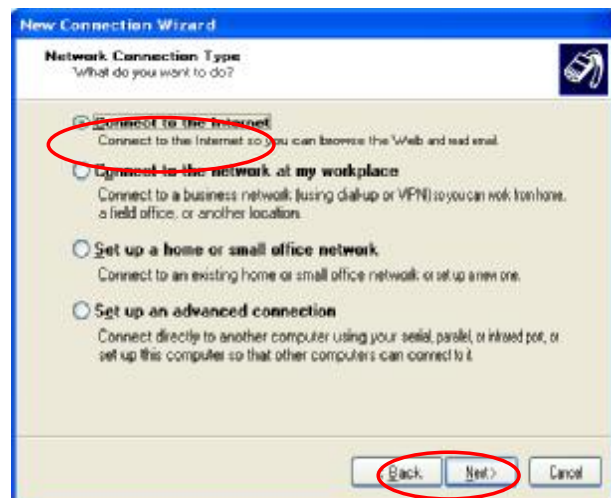 New Connection Wizard
Network Connection Type
What do you want to do?
Connect to the Internet
Connect to the Internet so you can browse the Web and read email.
Connect to the network at my workplace
Connect to a business network (using dial-up or VPN) so you can work from home,
a field office, or another location.
Set up a home or small office network
Connect to an existing home or small office network or set up a new one.
Set up an advanced connection
Connect directly to another computer using your serial, parallel, or infrared port, or
set up this computer so that other computers can connect to it.
Back
Next >
Cancel